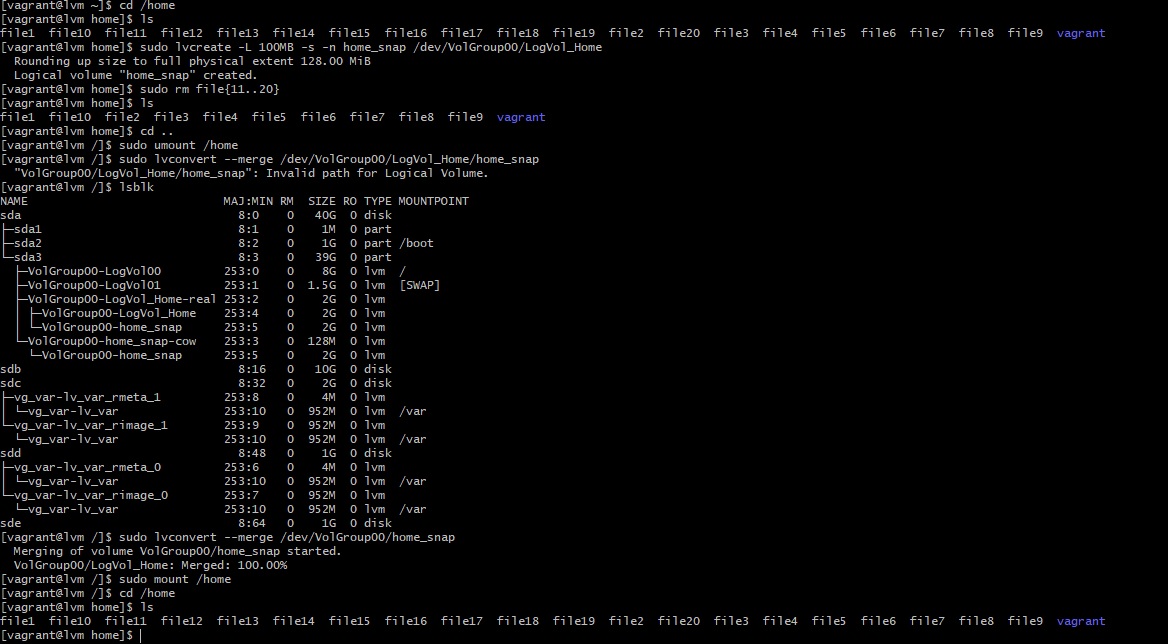 [vagrant@lvm ~]$ cd /home
[vagrant@lvm home]$ ls
file1  file10  file11  file12  file13  file14  file15  file16  file17  file18  file19  file2  file20  file3  file4  file5  file6  file7  file8  file9  vagrant
[vagrant@lvm home]$ sudo lvcreate -L 100MB -s -n home_snap /dev/VolGroup00/LogVol_Home
  Rounding up size to full physical extent 128.00 MiB
  Logical volume "home_snap" created.
[vagrant@lvm home]$ sudo rm file{11..20}
[vagrant@lvm home]$ ls
file1  file10  file2  file3  file4  file5  file6  file7  file8  file9  vagrant
[vagrant@lvm home]$ cd ..
[vagrant@lvm /]$ sudo umount /home
[vagrant@lvm /]$ sudo lvconvert --merge /dev/VolGroup00/LogVol_Home/home_snap
  "VolGroup00/LogVol_Home/home_snap": Invalid path for Logical Volume.
[vagrant@lvm /]$ lsblk
NAME                            MAJ:MIN RM  SIZE RO TYPE MOUNTPOINT
sda                               8:0    0   40G  0 disk
├─sda1                            8:1    0    1M  0 part
├─sda2                            8:2    0    1G  0 part /boot
└─sda3                            8:3    0   39G  0 part
  ├─VolGroup00-LogVol00         253:0    0    8G  0 lvm  /
  ├─VolGroup00-LogVol01         253:1    0  1.5G  0 lvm  [SWAP]
  ├─VolGroup00-LogVol_Home-real 253:2    0    2G  0 lvm
  │ ├─VolGroup00-LogVol_Home    253:4    0    2G  0 lvm
  │ └─VolGroup00-home_snap      253:5    0    2G  0 lvm
  └─VolGroup00-home_snap-cow    253:3    0  128M  0 lvm
    └─VolGroup00-home_snap      253:5    0    2G  0 lvm
sdb                               8:16   0   10G  0 disk
sdc                               8:32   0    2G  0 disk
├─vg_var-lv_var_rmeta_1         253:8    0    4M  0 lvm
│ └─vg_var-lv_var               253:10   0  952M  0 lvm  /var
└─vg_var-lv_var_rimage_1        253:9    0  952M  0 lvm
  └─vg_var-lv_var               253:10   0  952M  0 lvm  /var
sdd                               8:48   0    1G  0 disk
├─vg_var-lv_var_rmeta_0         253:6    0    4M  0 lvm
│ └─vg_var-lv_var               253:10   0  952M  0 lvm  /var
└─vg_var-lv_var_rimage_0        253:7    0  952M  0 lvm
  └─vg_var-lv_var               253:10   0  952M  0 lvm  /var
sde                               8:64   0    1G  0 disk
[vagrant@lvm /]$ sudo lvconvert --merge /dev/VolGroup00/home_snap
  Merging of volume VolGroup00/home_snap started.
  VolGroup00/LogVol_Home: Merged: 100.00%
[vagrant@lvm /]$ sudo mount /home
[vagrant@lvm /]$ cd /home
[vagrant@lvm home]$ ls
file1  file10  file11  file12  file13  file14  file15  file16  file17  file18  file19  file2  file20  file3  file4  file5  file6  file7  file8  file9  vagrant
[vagrant@lvm home]$